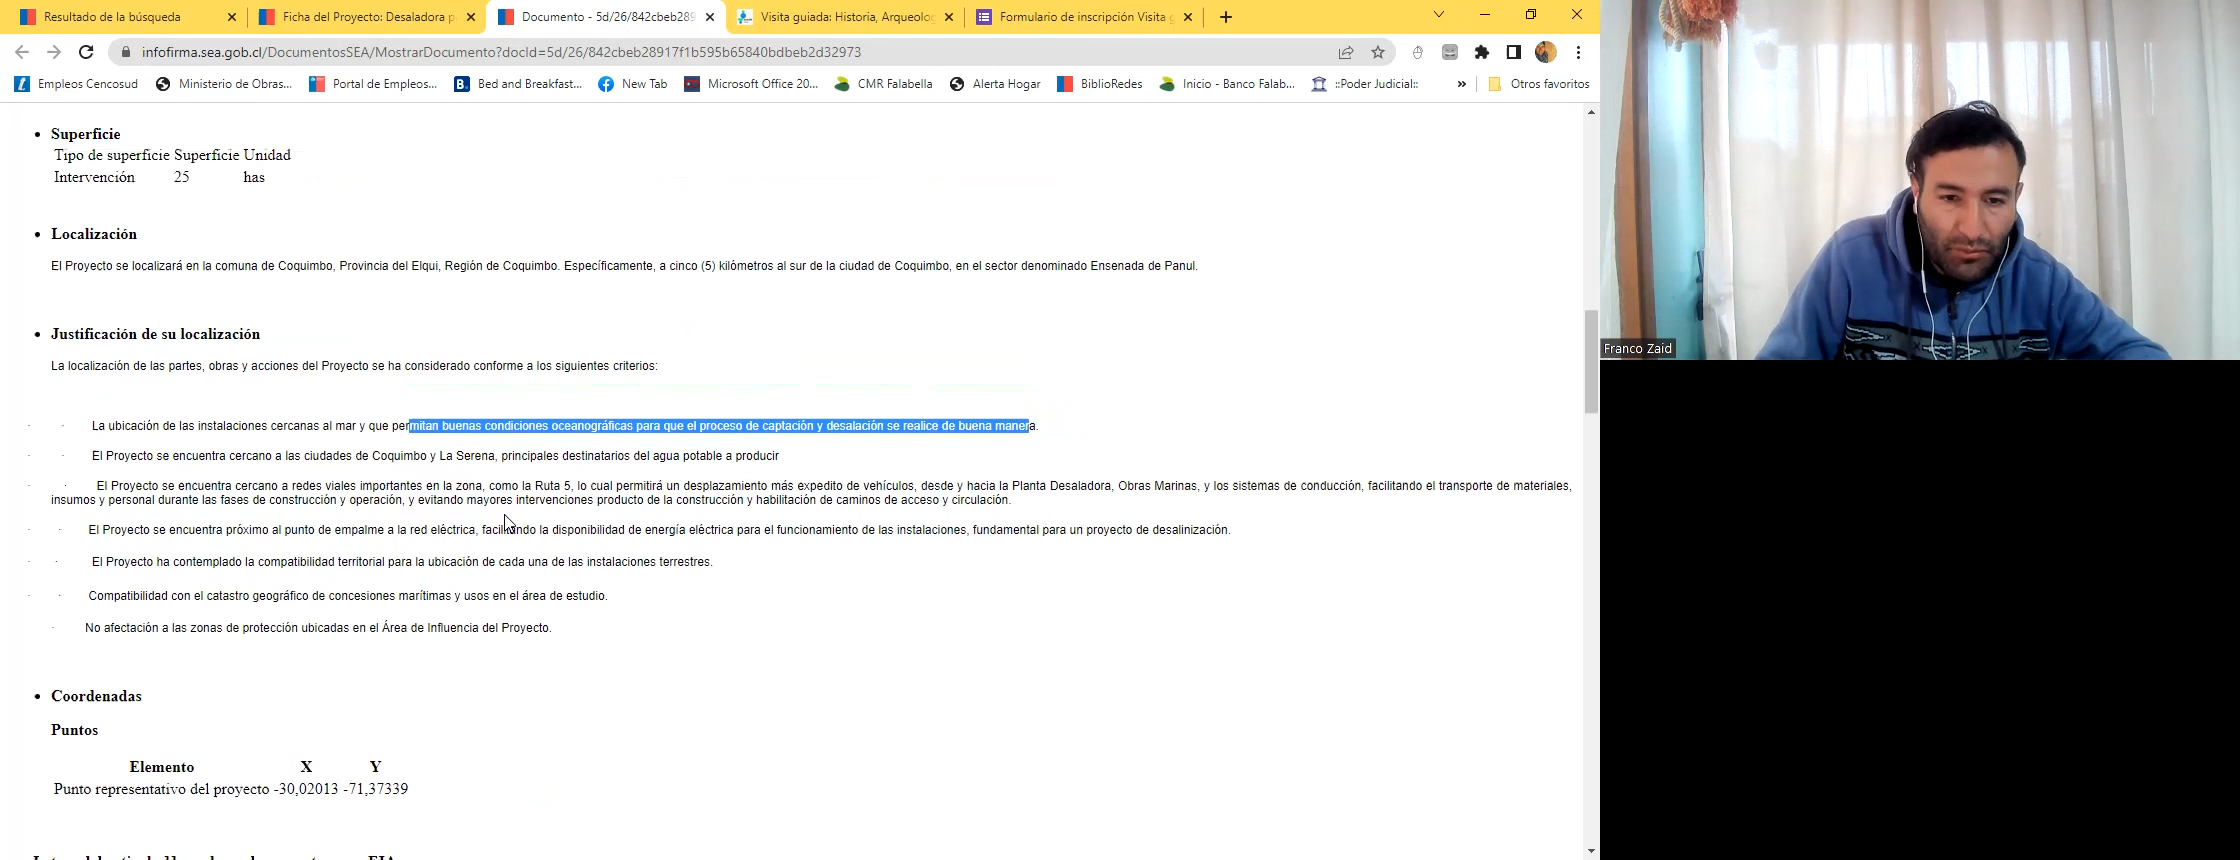 Resultado de la búsqueda
Ficha del Proyecto: Desaladora p
Documento - 5d/26/842cbeb289
Visita guiada: Historia, Arqueolog
Formulario de inscripción Visita g
infofirma.sea.gob.cl/DocumentosSEA/MostrarDocumento?docId=5d/26/842cbeb28917f1b595b65840bdbeb2d32973
Empleos Cencosud
Ministerio de Obras...
Portal de Empleos...
Bed and Breakfast...
New Tab
Microsoft Office 20...
CMR Falabella
Alerta Hogar
BiblioRedes
Inicio - Banco Falab...
::Poder Judicial::
»
Otros favoritos
• Superficie
Tipo de superficie Superficie Unidad
Intervención 25 has
• Localización
El Proyecto se localizará en la comuna de Coquimbo, Provincia del Elqui, Región de Coquimbo. Específicamente, a cinco (5) kilómetros al sur de la ciudad de Coquimbo, en el sector denominado Ensenada de Panul.
• Justificación de su localización
La localización de las partes, obras y acciones del Proyecto se ha considerado conforme a los siguientes criterios:
· · La ubicación de las instalaciones cercanas al mar y que permitan buenas condiciones oceanográficas para que el proceso de captación y desalación se realice de buena manera.
· · El Proyecto se encuentra cercano a las ciudades de Coquimbo y La Serena, principales destinatarios del agua potable a producir
· · El Proyecto se encuentra cercano a redes viales importantes en la zona, como la Ruta 5, lo cual permitirá un desplazamiento más expedito de vehículos, desde y hacia la Planta Desaladora, Obras Marinas, y los sistemas de conducción, facilitando el transporte de materiales,
insumos y personal durante las fases de construcción y operación, y evitando mayores intervenciones producto de la construcción y habilitación de caminos de acceso y circulación.
· · El Proyecto se encuentra próximo al punto de empalme a la red eléctrica, facilitando la disponibilidad de energía eléctrica para el funcionamiento de las instalaciones, fundamental para un proyecto de desalinización.
· · El Proyecto ha contemplado la compatibilidad territorial para la ubicación de cada una de las instalaciones terrestres.
· · Compatibilidad con el catastro geográfico de concesiones marítimas y usos en el área de estudio.
· No afectación a las zonas de protección ubicadas en el Área de Influencia del Proyecto.
• Coordenadas
Puntos
Elemento X Y
Punto representativo del proyecto -30,02013 -71,37339
Franco Zaid